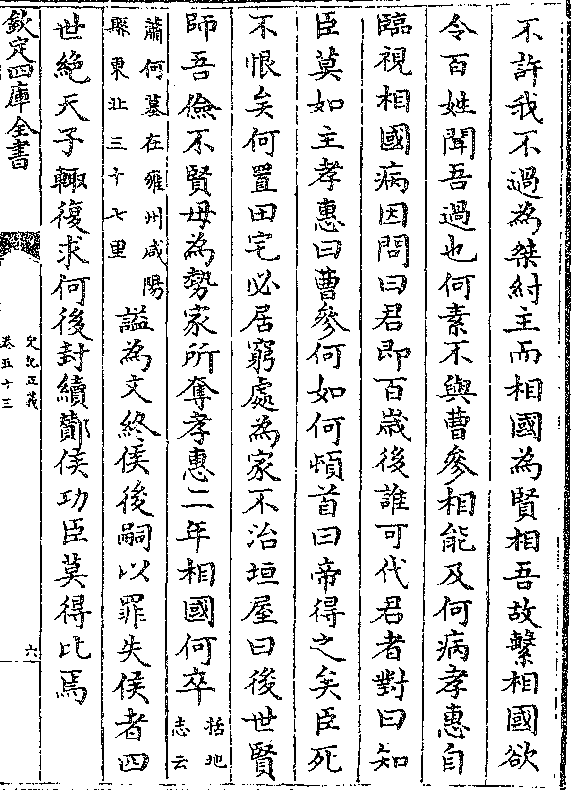 不許我不過為桀紂主而相國為賢相吾故繫相國欲
令百姓聞吾過也何素不與曹參相能及何病孝惠自
臨視相國病因問曰君即百歲後誰可代君者對曰知
臣莫如主孝惠曰曹參何如何頓首曰帝得之矣臣死
不恨矣何置田宅必居窮處為家不治垣屋曰後世賢
師吾儉不賢毋為勢家所奪孝惠二年相國何卒括地志云
蕭何墓在雍州咸陽縣東北三十七里諡為文終侯後嗣以罪失侯者四
世絶天子輒復求何後封續酇侯功臣莫得比焉
欽定四庫全書
史記正義
卷五十三
六